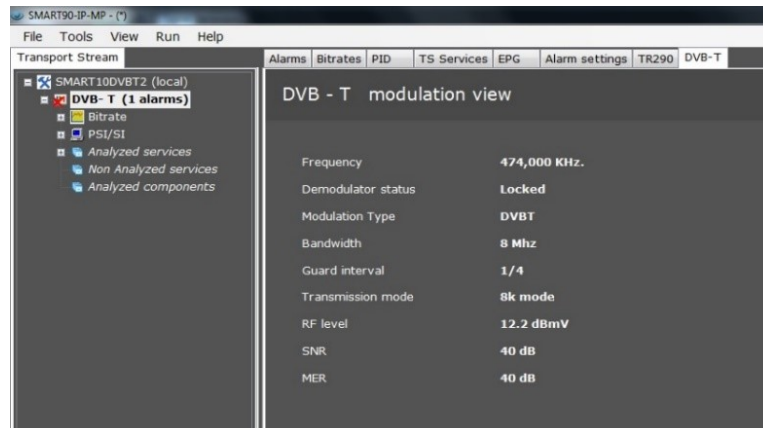 SMART90-IP-MP - (*)
File Tools View Run Help
Transport Stream
SMART10DVBT2 (local)
DVB- T (1 alarms)
Bitrate
PSI/SI
Analyzed services
Non Analyzed services
Analyzed components
Alarms Bitrates PID TS Services EPG Alarm settings TR290 DVB-T
DVB - T modulation view
Frequency 474,000 KHz.
Demodulator status Locked
Modulation Type DVBT
Bandwidth 8 Mhz
Guard interval 1/4
Transmission mode 8k mode
RF level 12.2 dBmV
SNR 40 dB
MER 40 dB